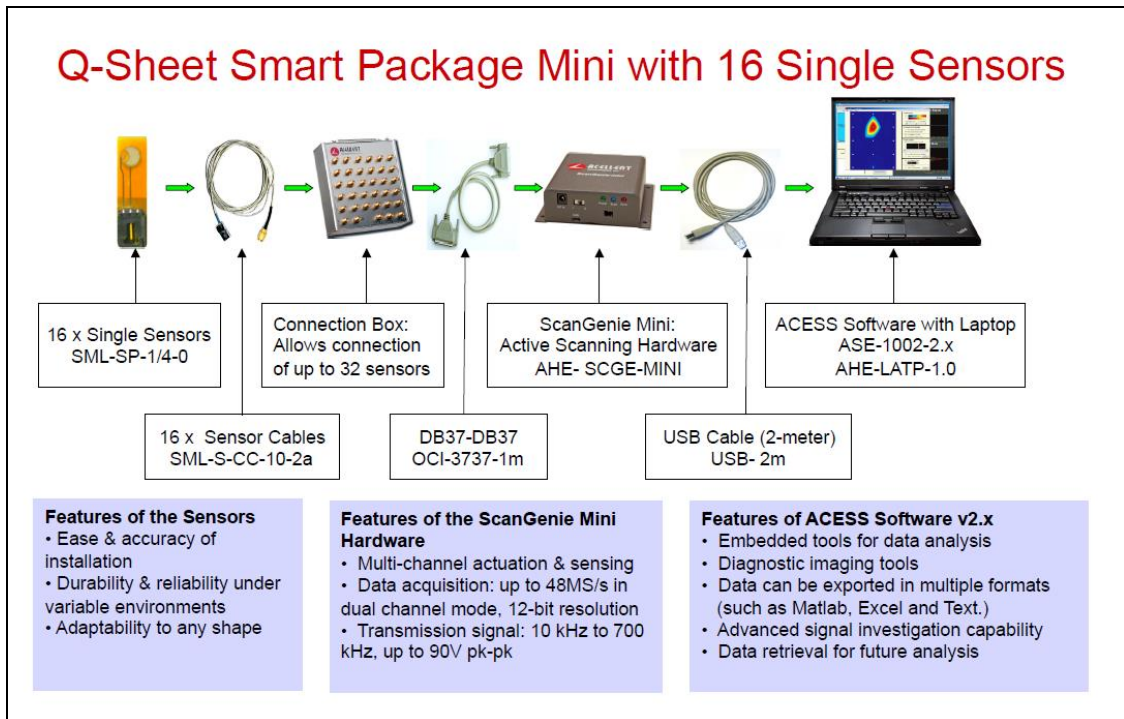 Q-Sheet Smart Package Mini with 16 Single Sensors
16 x Single Sensors
SML-SP-1/4-0
Connection Box:
Allows connection
of up to 32 sensors
ScanGenie Mini:
Active Scanning Hardware
AHE- SCGE-MINI
ACESS Software with Laptop
ASE-1002-2.x
AHE-LATP-1.0
16 x Sensor Cables
SML-S-CC-10-2a
DB37-DB37
OCI-3737-1m
USB Cable (2-meter)
USB- 2m
Features of the Sensors
• Ease & accuracy of
installation
• Durability & reliability under
variable environments
• Adaptability to any shape
Features of the ScanGenie Mini
Hardware
• Multi-channel actuation & sensing
• Data acquisition: up to 48MS/s in
dual channel mode, 12-bit resolution
• Transmission signal: 10 kHz to 700
kHz, up to 90V pk-pk
Features of ACESS Software v2.x
• Embedded tools for data analysis
• Diagnostic imaging tools
• Data can be exported in multiple formats
(such as Matlab, Excel and Text.)
• Advanced signal investigation capability
• Data retrieval for future analysis